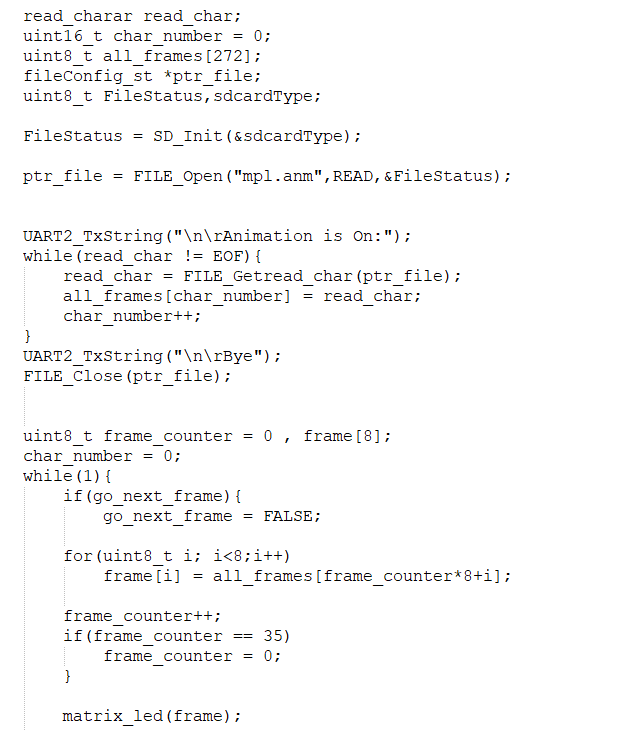 read_charar read_char;
uint16_t char_number = 0;
uint8_t all_frames[272];
fileConfig_st *ptr_file;
uint8_t FileStatus,sdcardType;
FileStatus = SD_Init(&sdcardType);
ptr_file = FILE_Open("mpl.anm",READ,&FileStatus);
UART2_TxString("\n\rAnimation is On:");
while(read_char != EOF){
    read_char = FILE_Getread_char(ptr_file);
    all_frames[char_number] = read_char;
    char_number++;
}
UART2_TxString("\n\rBye");
FILE_Close(ptr_file);
uint8_t frame_counter = 0 , frame[8];
char_number = 0;
while(1){
    if(go_next_frame){
        go_next_frame = FALSE;
    for(uint8_t i; i<8;i++)
        frame[i] = all_frames[frame_counter*8+i];
    frame_counter++;
    if(frame_counter == 35)
        frame_counter = 0;
    }
    matrix_led(frame);